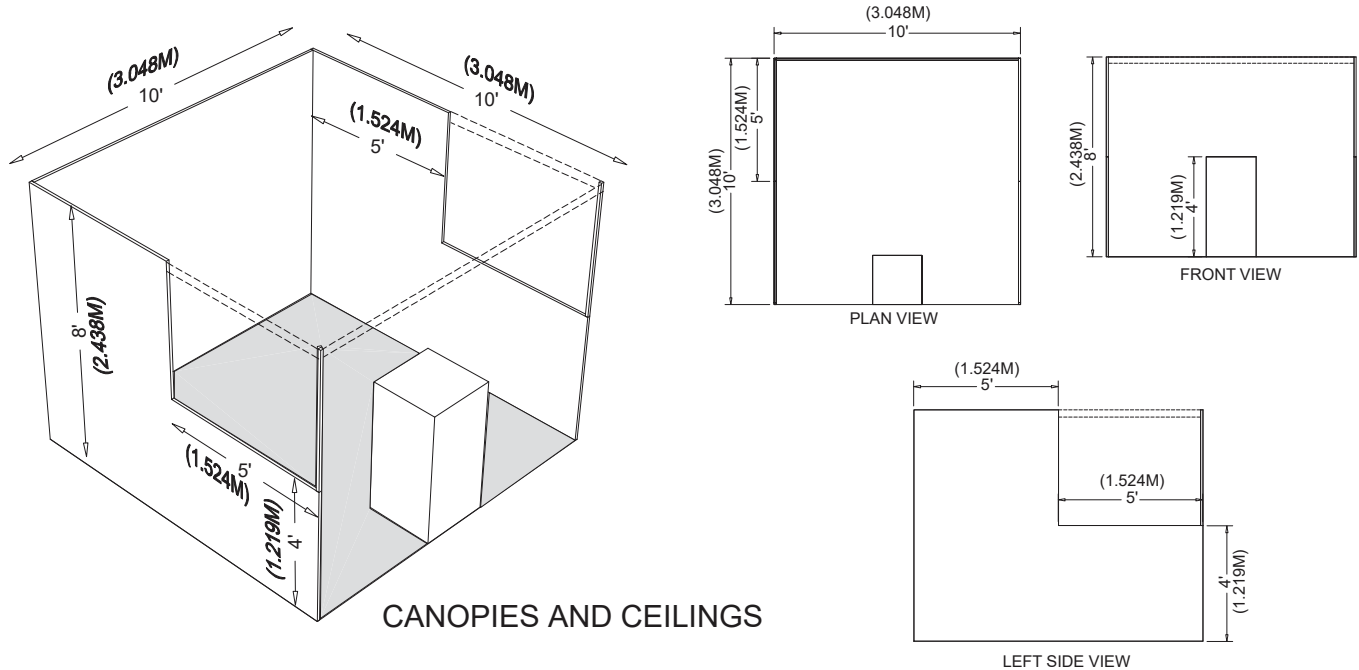 (3.048M)
10'
(3.048M)
10'
(1.524M)
5'
8'
(2.438M)
5'
(1.524M)
(1.219M)
4'
CANOPIES AND CEILINGS
(3.048M)
10'
(1.524M)
5'
(3.048M)
10'
PLAN VIEW
(2.438M)
8'
(1.219M)
4'
FRONT VIEW
(1.524M)
5'
(1.524M)
5'
4'
(1.219M)
LEFT SIDE VIEW